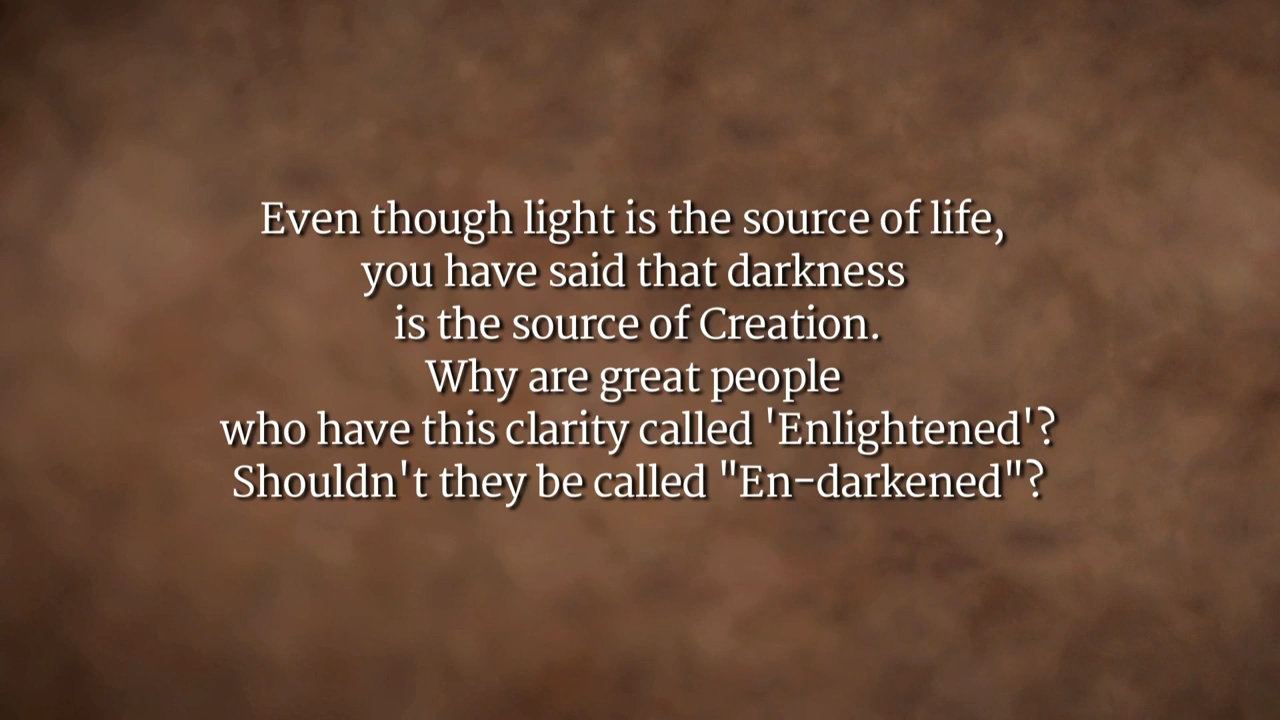 Even though light is the source of life,
you have said that darkness
is the source of Creation.
Why are great people
who have this clarity called 'Enlightened'?
Shouldn't they be called "En-darkened"?